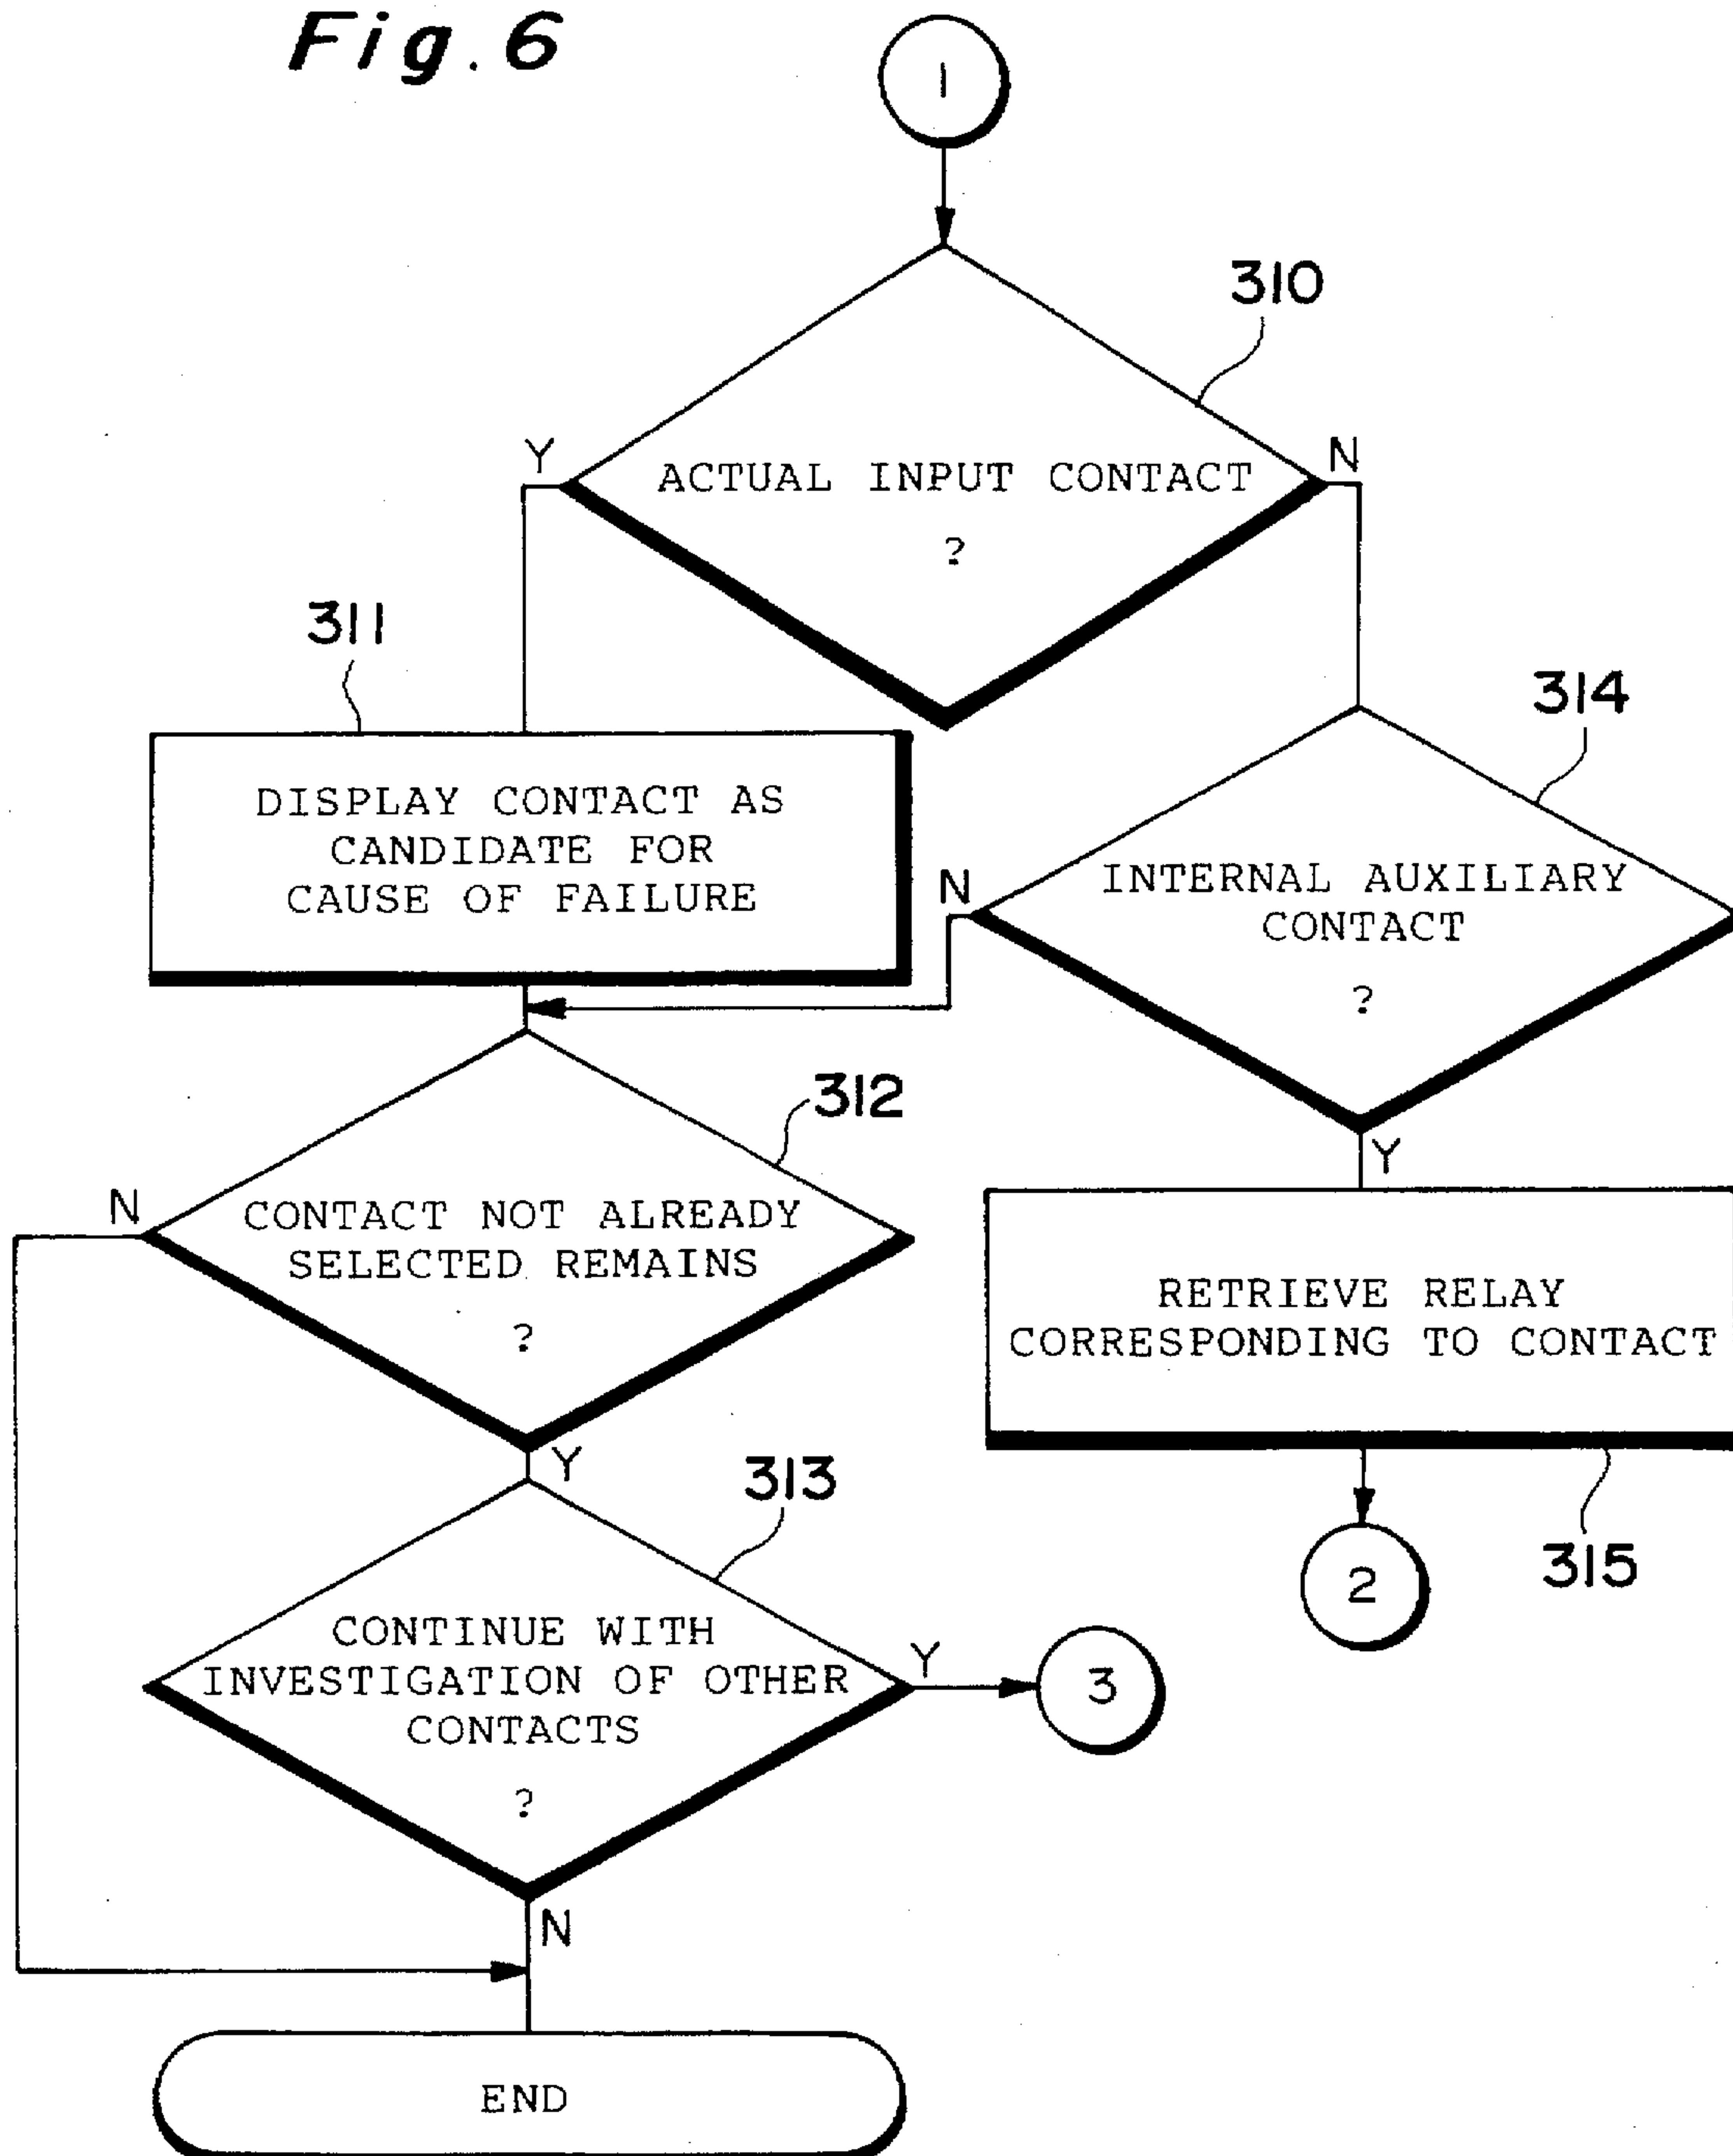 Fig. 6
1
310
Y
ACTUAL INPUT CONTACT
?
N
311
DISPLAY CONTACT AS
CANDIDATE FOR
CAUSE OF FAILURE
314
N
INTERNAL AUXILIARY
CONTACT
?
Y
312
N
CONTACT NOT ALREADY
SELECTED REMAINS
?
Y
RETRIEVE RELAY
CORRESPONDING TO CONTACT
315
2
313
CONTINUE WITH
INVESTIGATION OF OTHER
CONTACTS
?
Y
3
N
END